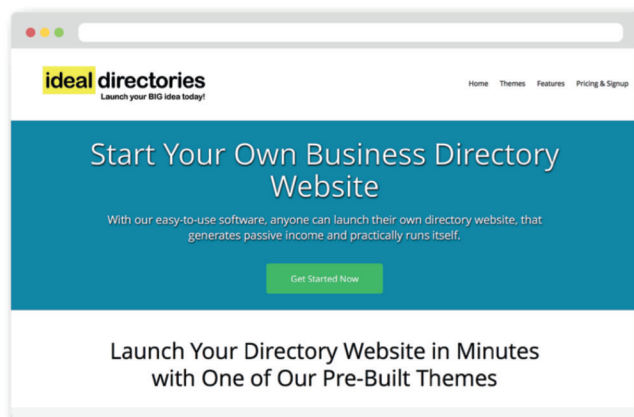 ideal directories
Launch your BIG idea today!
Home Themes Features Pricing & Signup
Start Your Own Business Directory
Website
With our easy-to-use software, anyone can launch their own directory website, that
generates passive income and practically runs itself.
Get Started Now
Launch Your Directory Website in Minutes
with One of Our Pre-Built Themes